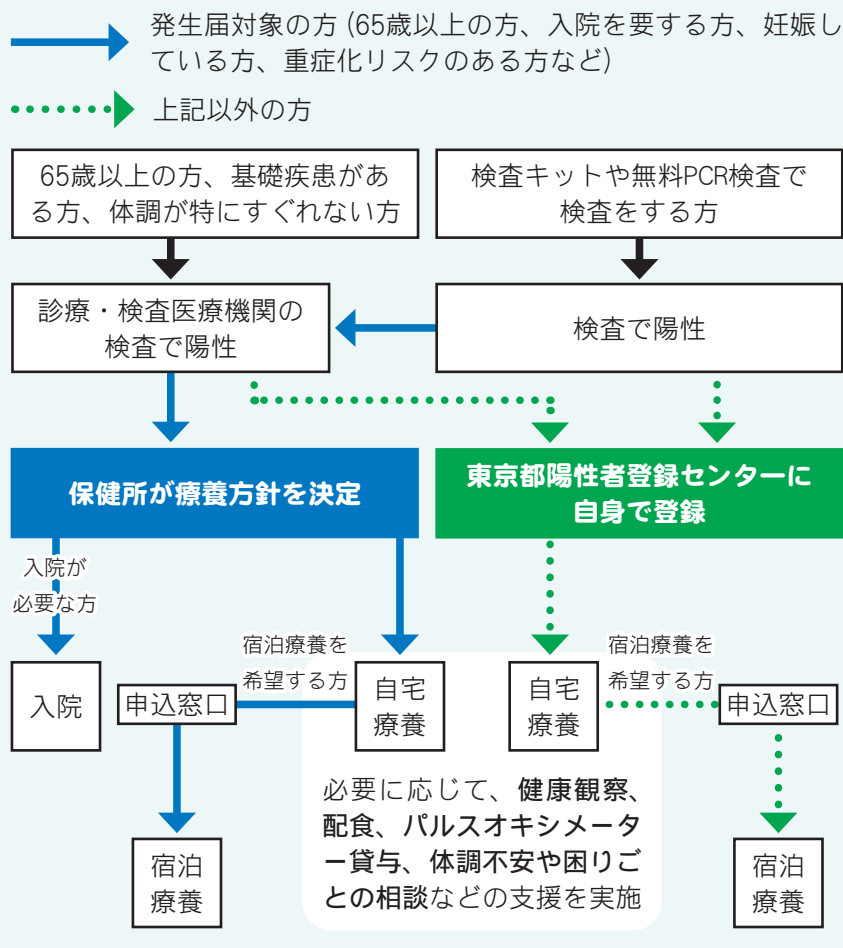 発生届対象の方 (65歳以上の方、入院を要する方、妊娠し
ている方、重症化リスクのある方など)
上記以外の方
65歳以上の方、基礎疾患があ
る方、体調が特にすぐれない方
検査キットや無料PCR検査で
検査をする方
診療・検査医療機関の
検査で陽性
検査で陽性
保健所が療養方針を決定
東京都陽性者登録センターに
自身で登録
入院が
必要な方
入院
宿泊療養を
希望する方
申込窓口
自宅
療養
自宅
療養
宿泊療養を
希望する方
申込窓口
必要に応じて、健康観察、
配食、パルスオキシメータ
ー貸与、体調不安や困りご
との相談などの支援を実施
宿泊
療養
宿泊
療養